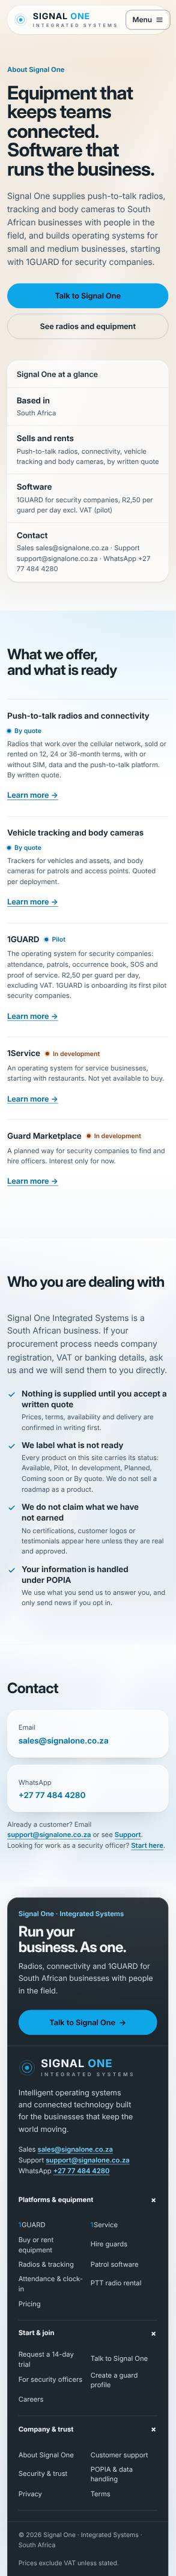 SIGNAL ONE
INTEGRATED SYSTEMS
Menu
About Signal One
Equipment that
keeps teams
connected.
Software that
runs the business.
Signal One supplies push-to-talk radios,
tracking and body cameras to South
African businesses with people in the
field, and builds operating systems for
small and medium businesses, starting
with 1GUARD for security companies.
Talk to Signal One
See radios and equipment
Signal One at a glance
Based in
South Africa
Sells and rents
Push-to-talk radios, connectivity, vehicle
tracking and body cameras, by written quote
Software
1GUARD for security companies, R2,50 per
guard per day excl. VAT (pilot)
Contact
Sales sales@signalone.co.za · Support
support@signalone.co.za · WhatsApp +27
77 484 4280
What we offer,
and what is ready
Push-to-talk radios and connectivity
By quote
Radios that work over the cellular network, sold or
rented on 12, 24 or 36-month terms, with or
without SIM, data and the push-to-talk platform.
By written quote.
Learn more →
Vehicle tracking and body cameras
By quote
Trackers for vehicles and assets, and body
cameras for patrols and access points. Quoted
per deployment.
Learn more →
1GUARD Pilot
The operating system for security companies:
attendance, patrols, occurrence book, SOS and
proof of service. R2,50 per guard per day,
excluding VAT. 1GUARD is onboarding its first pilot
security companies.
Learn more →
1Service In development
An operating system for service businesses,
starting with restaurants. Not yet available to buy.
Learn more →
Guard Marketplace In development
A planned way for security companies to find and
hire officers. Interest only for now.
Learn more →
Who you are dealing with
Signal One Integrated Systems is a
South African business. If your
procurement process needs company
registration, VAT or banking details, ask
us and we will send them to you directly.
Nothing is supplied until you accept a
written quote
Prices, terms, availability and delivery are
confirmed in writing first.
We label what is not ready
Every product on this site carries its status:
Available, Pilot, In development, Planned,
Coming soon or By quote. We do not sell a
roadmap as a product.
We do not claim what we have
not earned
No certifications, customer logos or
testimonials appear here unless they are real
and approved.
Your information is handled
under POPIA
We use what you send us to answer you, and
only send news if you opt in.
Contact
Email
sales@signalone.co.za
WhatsApp
+27 77 484 4280
Already a customer? Email
support@signalone.co.za or see Support.
Looking for work as a security officer? Start here.
Signal One · Integrated Systems
Run your
business. As one.
Radios, connectivity and 1GUARD for
South African businesses with people
in the field.
Talk to Signal One →
SIGNAL ONE
INTEGRATED SYSTEMS
Intelligent operating systems
and connected technology built
for the businesses that keep the
world moving.
Sales sales@signalone.co.za
Support support@signalone.co.za
WhatsApp +27 77 484 4280
Platforms & equipment
1GUARD
1Service
Buy or rent
equipment
Hire guards
Radios & tracking
Patrol software
Attendance & clock-
in
PTT radio rental
Pricing
Start & join
Request a 14-day
trial
Talk to Signal One
For security officers
Create a guard
profile
Careers
Company & trust
About Signal One
Customer support
Security & trust
POPIA & data
handling
Privacy
Terms
© 2026 Signal One · Integrated Systems ·
South Africa
Prices exclude VAT unless stated.